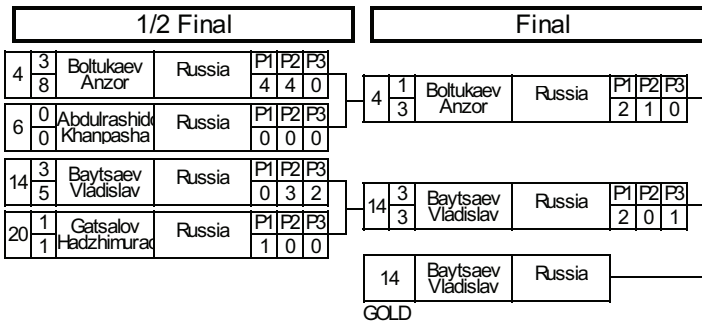 1/2 Final
4 3 8 Boltukaev Anzor Russia P1 P2 P3 4 4 0
6 0 0 Abdulrashid Khanpasha Russia P1 P2 P3 0 0 0
14 3 5 Baytsaev Vladislav Russia P1 P2 P3 0 3 2
20 1 1 Gatsalov Hadzhimurad Russia P1 P2 P3 1 0 0
Final
4 1 3 Boltukaev Anzor Russia P1 P2 P3 2 1 0
14 3 3 Baytsaev Vladislav Russia P1 P2 P3 2 0 1
14 Baytsaev Vladislav Russia
GOLD